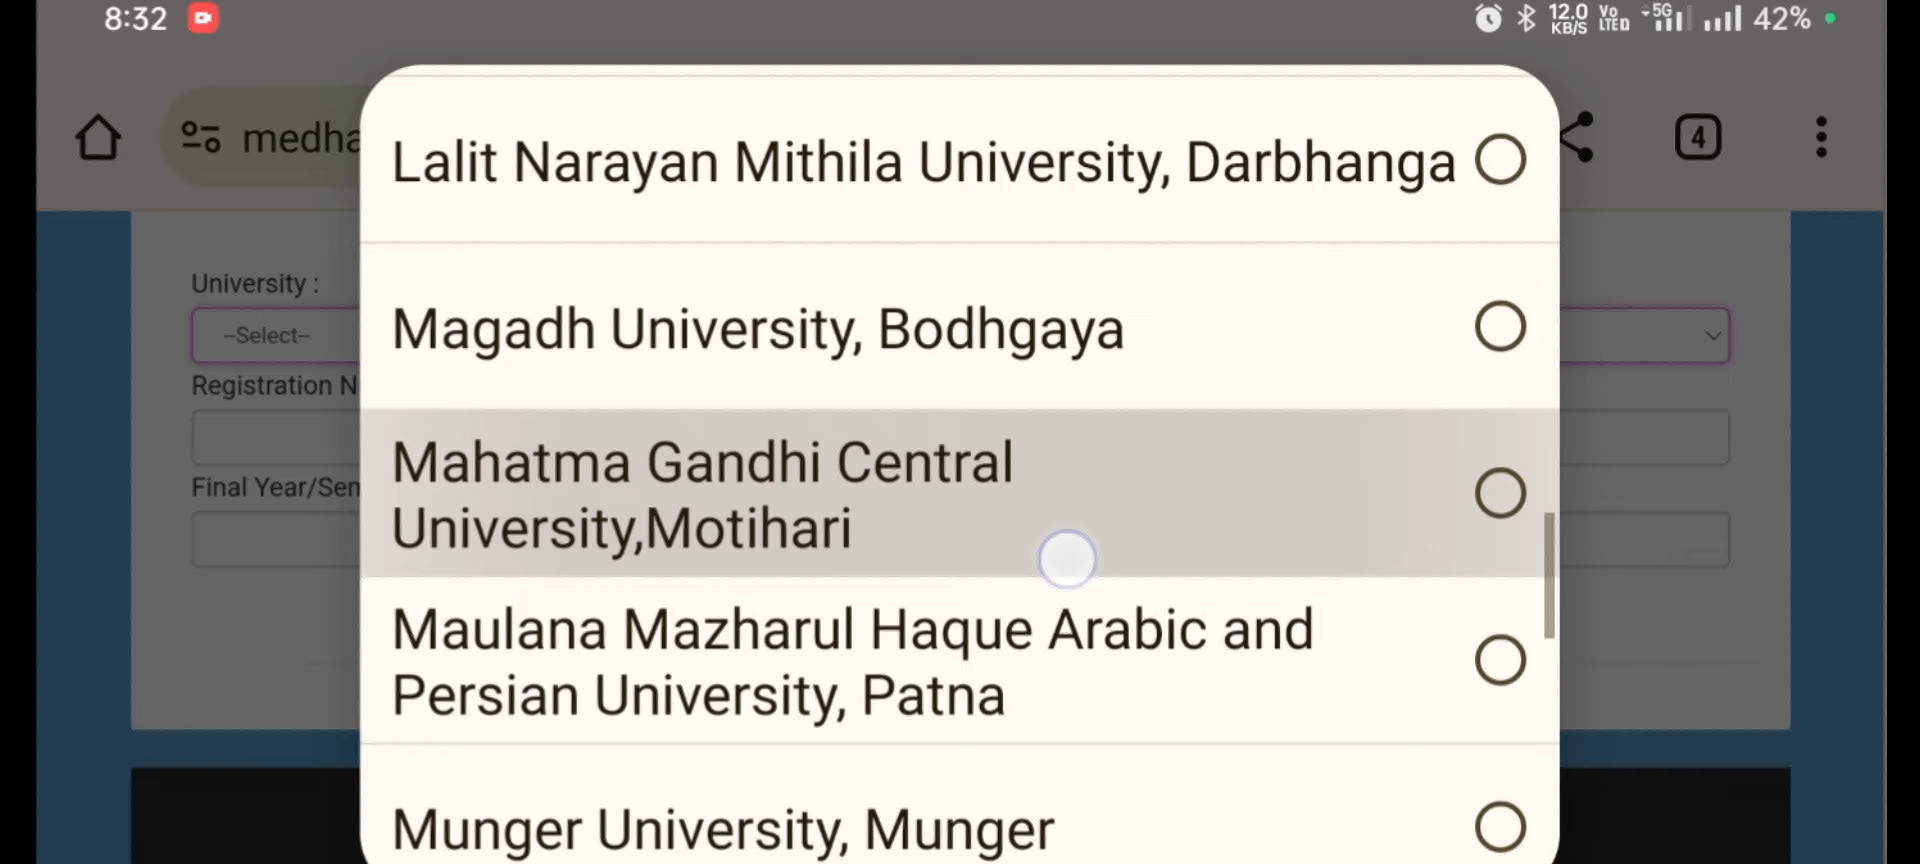 8:32
12.0
KB/S
Vo
LTED
5G
42%
medha
4
Lalit Narayan Mithila University, Darbhanga
University :
--Select--
Magadh University, Bodhgaya
Registration N
Mahatma Gandhi Central
University,Motihari
Final Year/Sem
Maulana Mazharul Haque Arabic and
Persian University, Patna
Munger University, Munger